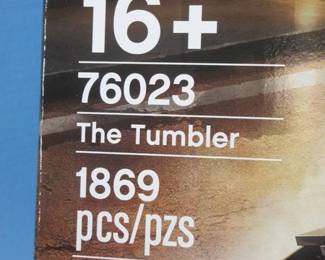 16+
76023
The Tumbler
1869
pcs/pzs